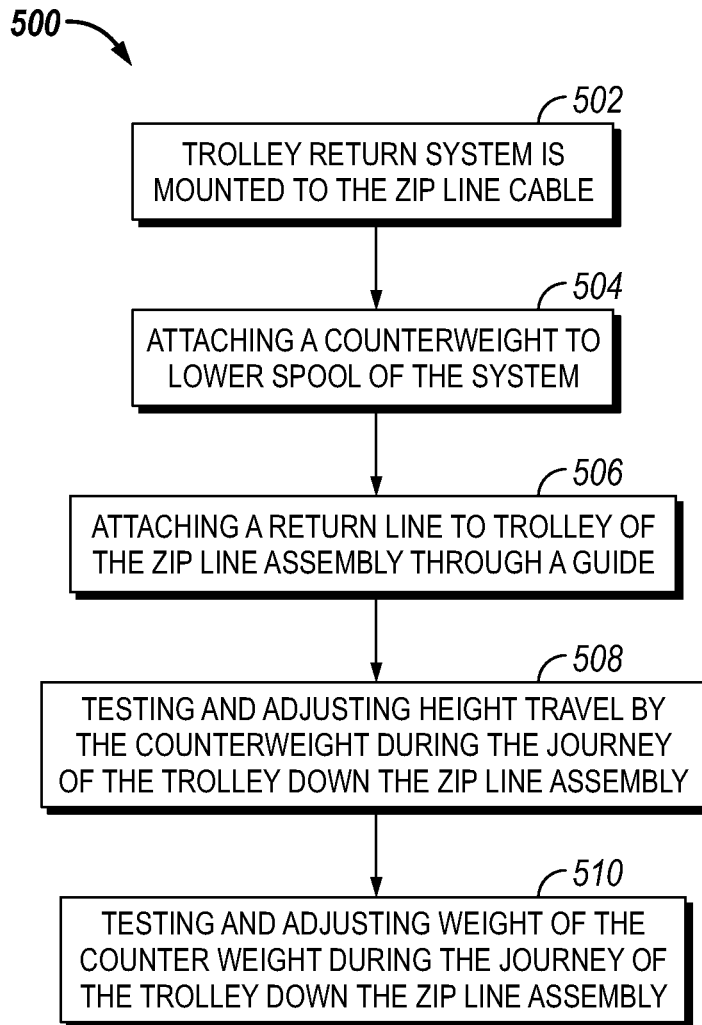 500
502
TROLLEY RETURN SYSTEM IS
MOUNTED TO THE ZIP LINE CABLE
504
ATTACHING A COUNTERWEIGHT TO
LOWER SPOOL OF THE SYSTEM
506
ATTACHING A RETURN LINE TO TROLLEY OF
THE ZIP LINE ASSEMBLY THROUGH A GUIDE
508
TESTING AND ADJUSTING HEIGHT TRAVEL BY
THE COUNTERWEIGHT DURING THE JOURNEY
OF THE TROLLEY DOWN THE ZIP LINE ASSEMBLY
510
TESTING AND ADJUSTING WEIGHT OF THE
COUNTER WEIGHT DURING THE JOURNEY OF
THE TROLLEY DOWN THE ZIP LINE ASSEMBLY